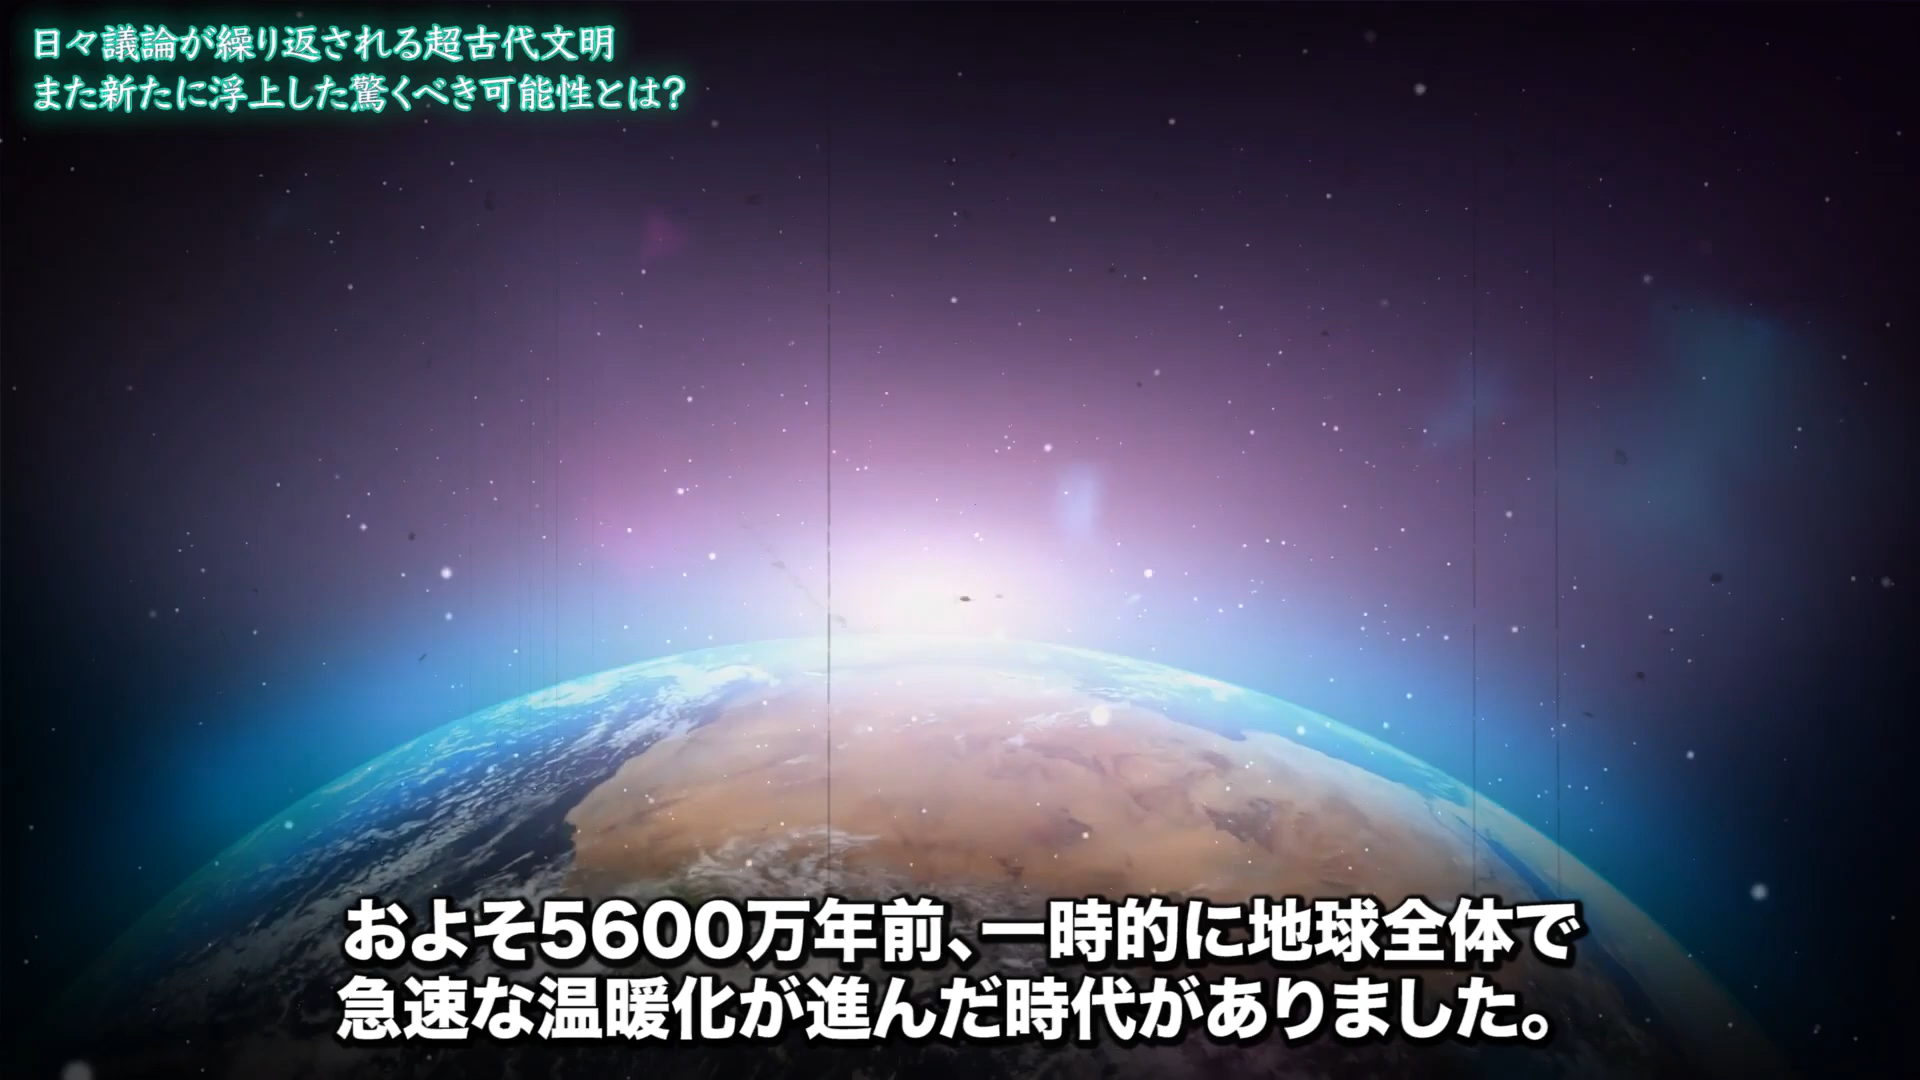 日々議論が繰り返される超古代文明
また新たに浮上した驚くべき可能性とは?
およそ5600万年前、一時的に地球全体で
急速な温暖化が進んだ時代がありました。